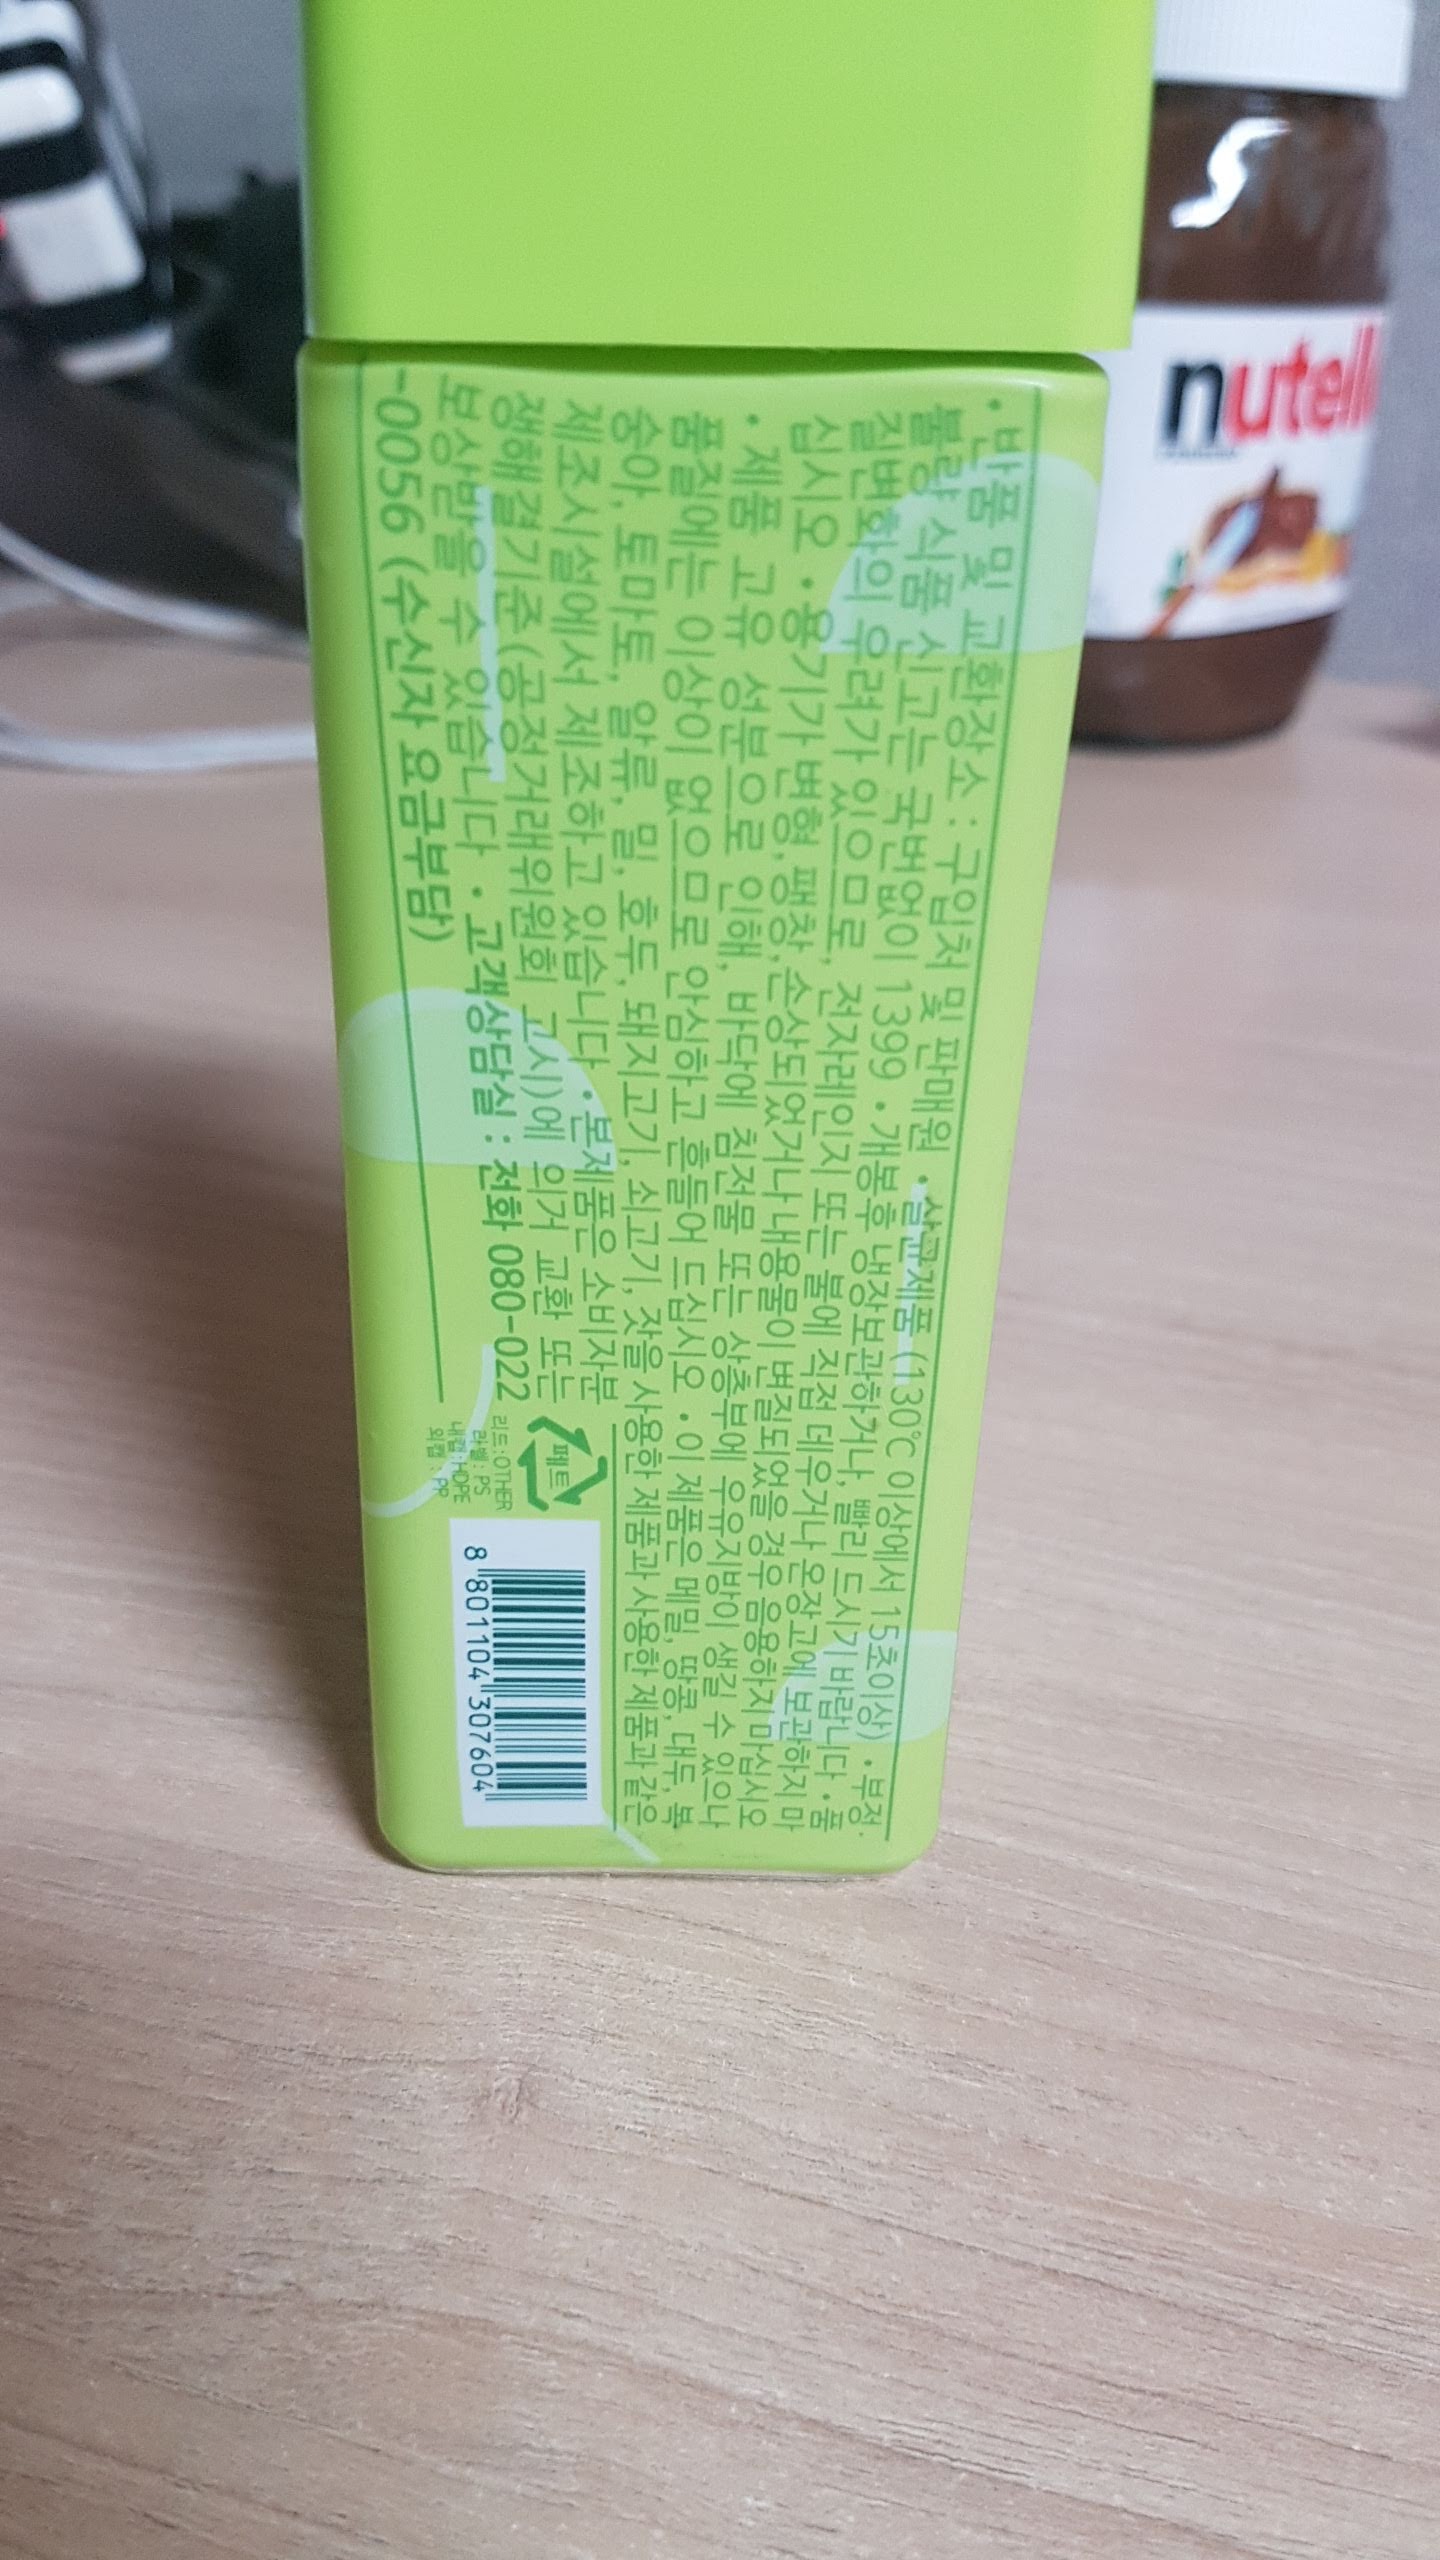 • 반품 및 교환장소 : 구입처 및 판매원 • 살균제품 (130℃ 이상에서 15초이상) • 부정·
불량 식품 신고는 국번없이 1399 • 개봉후 냉장보관하거나, 빨리 드시기 바랍니다 • 품
질변화의 우려가 있으므로, 전자레인지 또는 불에 직접 데우거나 온장고에 보관하지 마
십시오 • 용기가 변형, 팽창, 손상되었거나 내용물이 변질되었을 경우 음용하지 마십시오
• 제품 고유 성분으로 인해, 바닥에 침전물 또는 상층부에 우유지방이 생길 수 있으나
품질에는 이상이 없으므로 안심하고 흔들어 드십시오 • 이 제품은 메밀, 땅콩, 대두, 복
숭아, 토마토, 알류, 밀, 호두, 돼지고기, 쇠고기, 잣을 사용한 제품과 사용한 제품과 같은
제조시설에서 제조하고 있습니다 • 본제품은 소비자분
쟁해결기준 (공정거래위원회 고시)에 의거 교환 또는
보상받을 수 있습니다 • 고객상담실 : 전화 080-022
-0056 (수신자 요금부담)
페트
리드:OTHER
라벨 : PS
내캡:HDPE
외캡 : PP
8 801104 307604
nutell